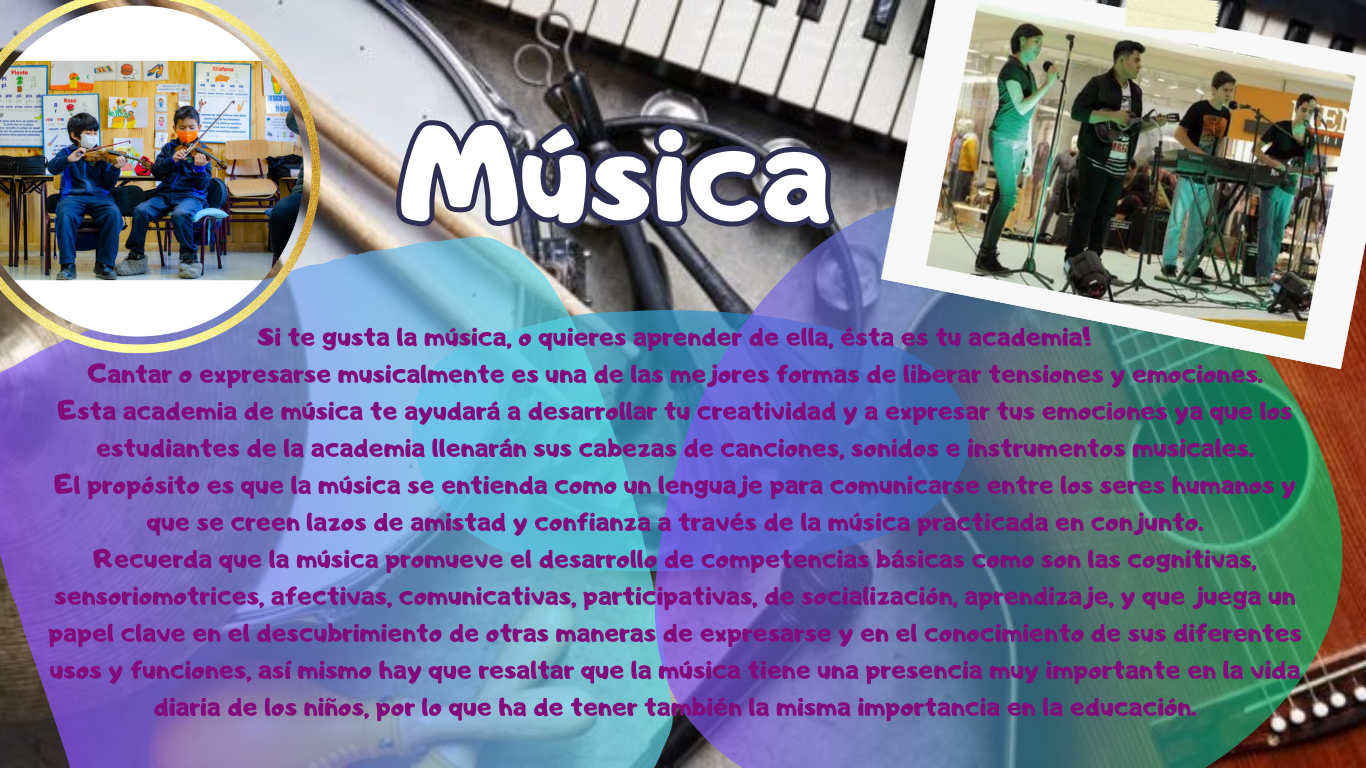 Música
Si te gusta la música, o quieres aprender de ella, ésta es tu academia!
Cantar o expresarse musicalmente es una de las mejores formas de liberar tensiones y emociones.
Esta academia de música te ayudará a desarrollar tu creatividad y a expresar tus emociones ya que los
estudiantes de la academia llenarán sus cabezas de canciones, sonidos e instrumentos musicales.
El propósito es que la música se entienda como un lenguaje para comunicarse entre los seres humanos y
que se creen lazos de amistad y confianza a través de la música practicada en conjunto.
Recuerda que la música promueve el desarrollo de competencias básicas como son las cognitivas,
sensoriomotrices, afectivas, comunicativas, participativas, de socialización, aprendizaje, y que juega un
papel clave en el descubrimiento de otras maneras de expresarse y en el conocimiento de sus diferentes
usos y funciones, así mismo hay que resaltar que la música tiene una presencia muy importante en la vida
diaria de los niños, por lo que ha de tener también la misma importancia en la educación.